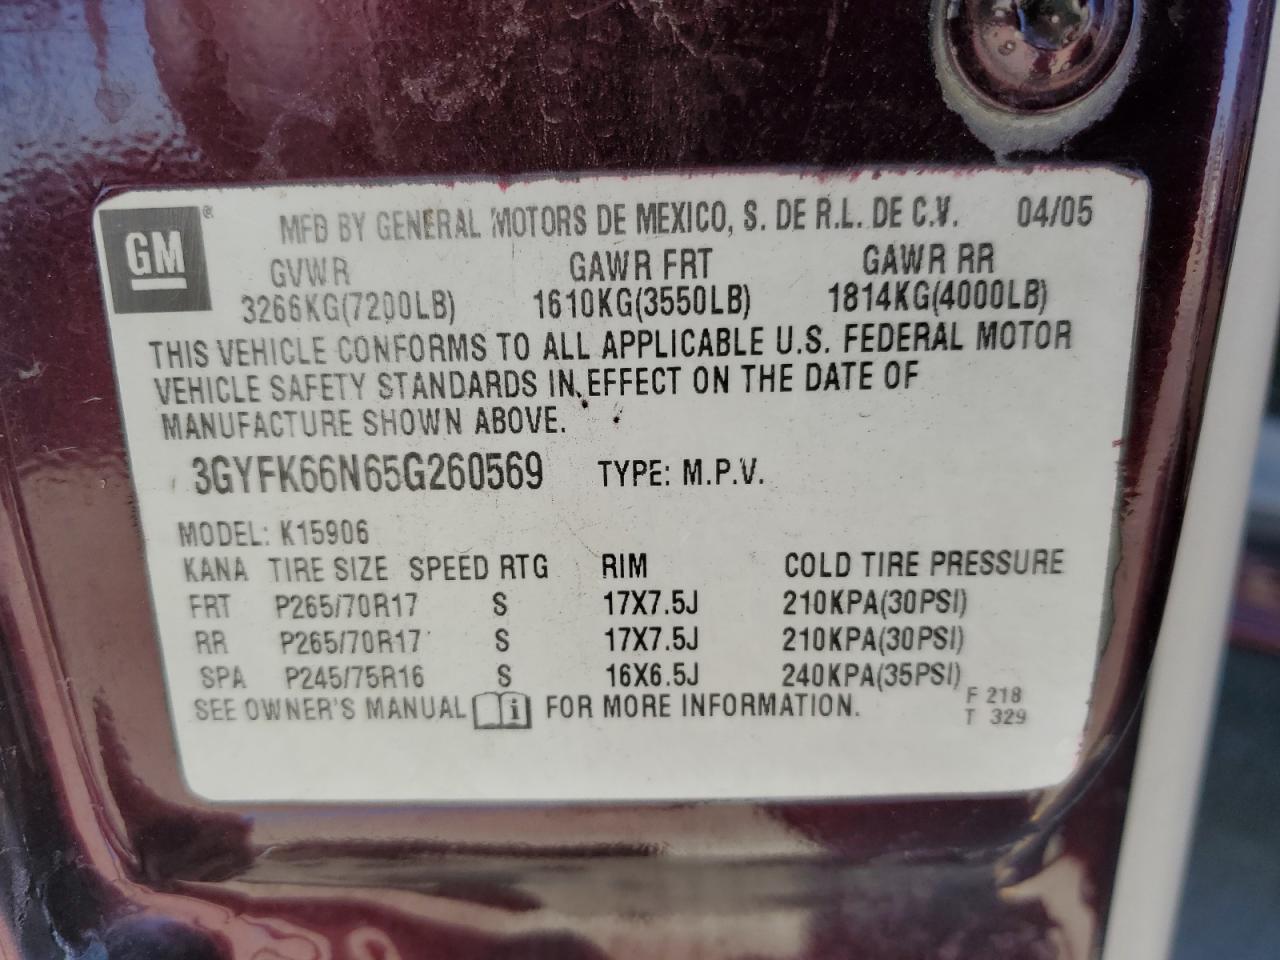 GM ® MFD BY GENERAL MOTORS DE MEXICO, S. DE R.L. DE C.V. 04/05
GVWR GAWR FRT GAWR RR
3266KG(7200LB) 1610KG(3550LB) 1814KG(4000LB)
THIS VEHICLE CONFORMS TO ALL APPLICABLE U.S. FEDERAL MOTOR
VEHICLE SAFETY STANDARDS IN EFFECT ON THE DATE OF
MANUFACTURE SHOWN ABOVE.
3GYFK66N65G260569 TYPE: M.P.V.
MODEL: K15906
KANA TIRE SIZE SPEED RTG RIM COLD TIRE PRESSURE
FRT P265/70R17 S 17X7.5J 210KPA(30PSI)
RR P265/70R17 S 17X7.5J 210KPA(30PSI)
SPA P245/75R16 S 16X6.5J 240KPA(35PSI)
SEE OWNER'S MANUAL i FOR MORE INFORMATION.
F 218
T 329